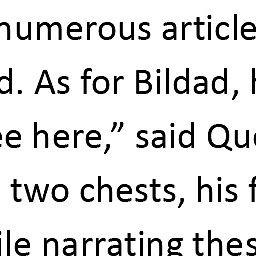 numerous article
d. As for Bildad,
ee here,” said Que
two chests, his f
ile narrating thes